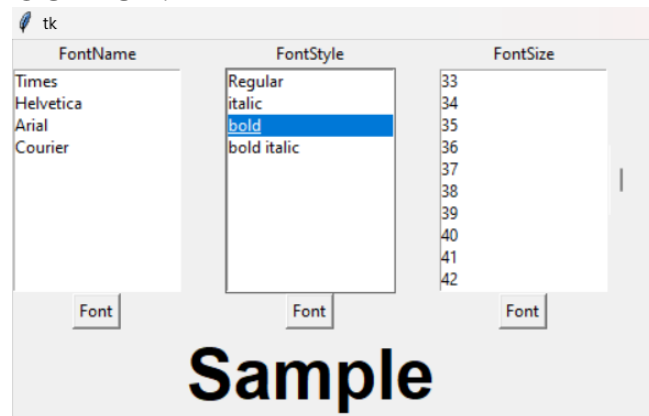 tk
FontName FontStyle FontSize
Times Regular 33
Helvetica italic 34
Arial bold 35
Courier bold italic 36
37
38
39
40
41
42
Font Font Font
Sample